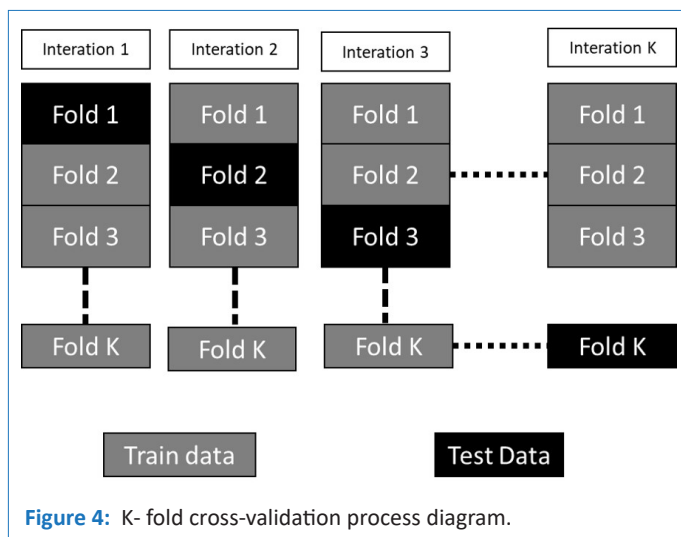 Interation 1
Interation 2
Interation 3
Interation K
Fold 1
Fold 1
Fold 1
Fold 1
Fold 2
Fold 2
Fold 2
Fold 2
Fold 3
Fold 3
Fold 3
Fold 3
Fold K
Fold K
Fold K
Fold K
Train data
Test Data
Figure 4: K- fold cross-validation process diagram.